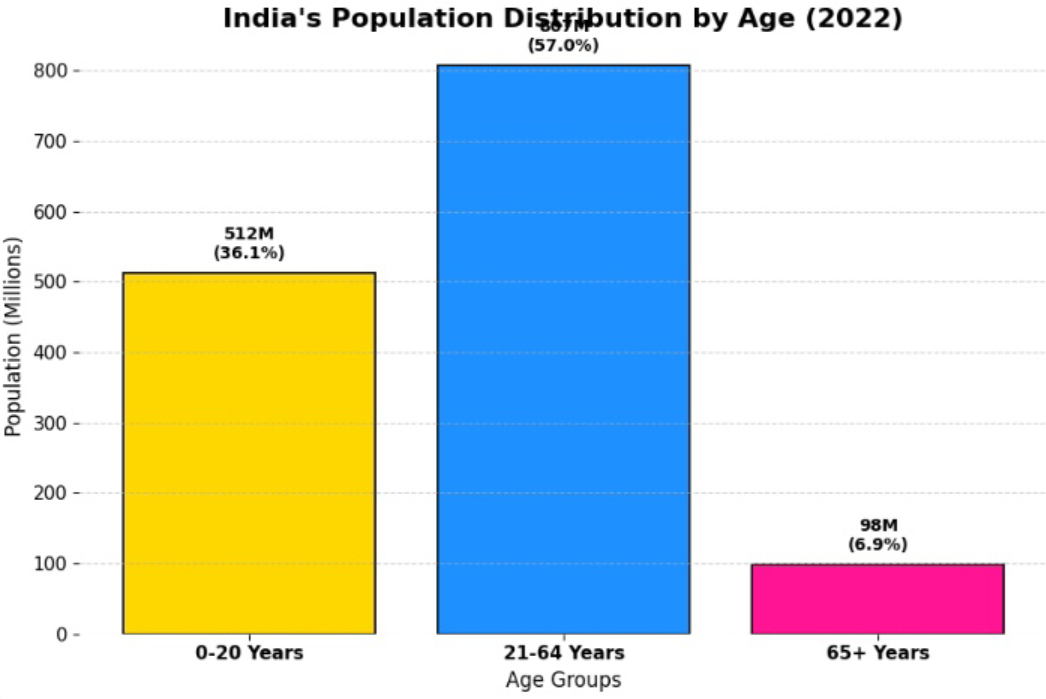 India's Population Distribution by Age (2022)
(57.0%)
800
700
600
512M
(36.1%)
500
400
300
200
98M
(6.9%)
100
0
Population (Millions)
0-20 Years
21-64 Years
65+ Years
Age Groups